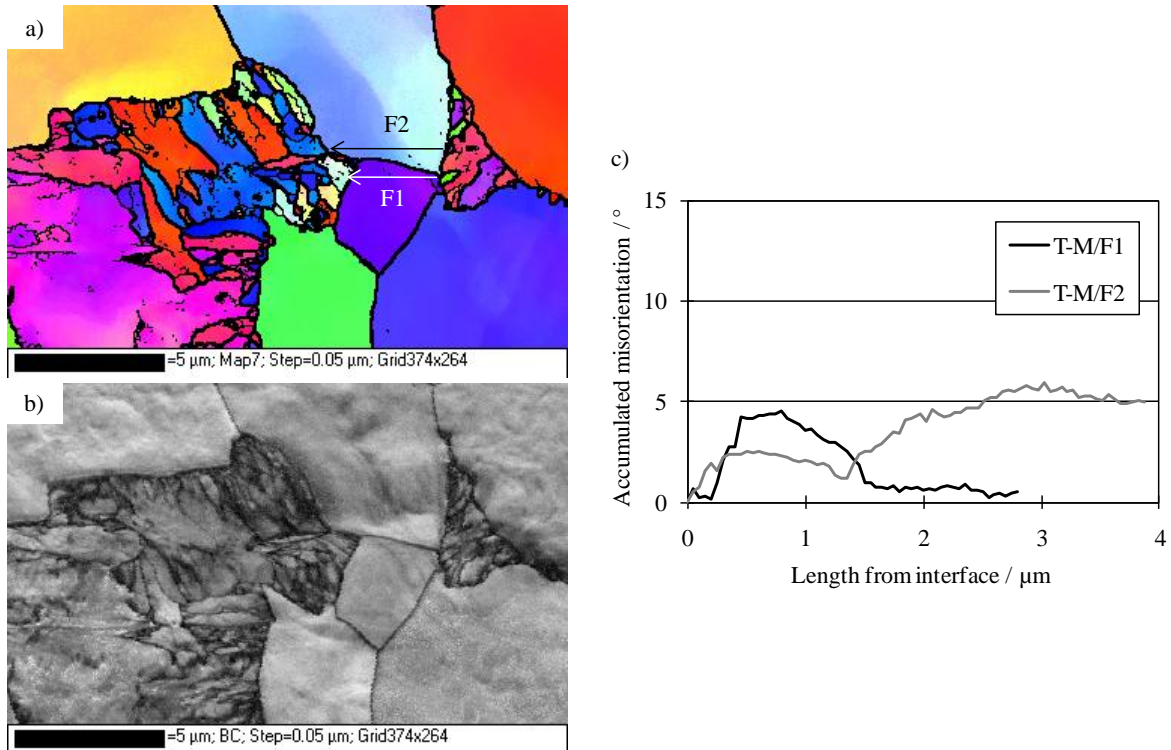 a)
F2
F1
=5 µm; Map7; Step=0.05 µm; Grid374x264
b)
=5 µm; BC; Step=0.05 µm; Grid374x264
c)
Accumulated misorientation / °
15
10
5
0
T-M/F1
T-M/F2
0 1 2 3 4
Length from interface / µm